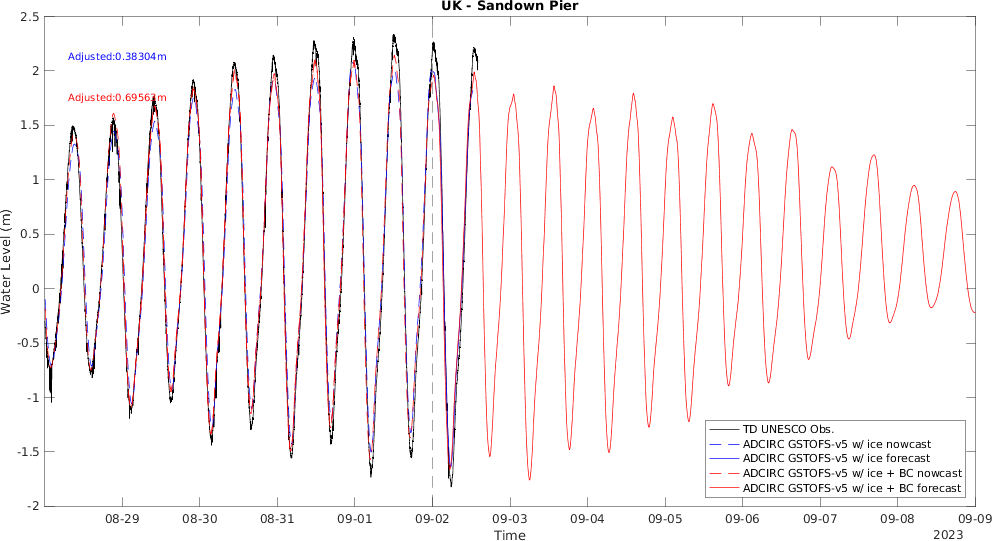 UK - Sandown Pier
2.5
2
1.5
1
0.5
0
-0.5
-1
-1.5
-2
Water Level (m)
Adjusted:0.38304m
Adjusted:0.69563m
TD UNESCO Obs.
ADCIRC GSTOFS-v5 w/ ice nowcast
ADCIRC GSTOFS-v5 w/ ice forecast
ADCIRC GSTOFS-v5 w/ ice + BC nowcast
ADCIRC GSTOFS-v5 w/ ice + BC forecast
08-29 08-30 08-31 09-01 09-02 09-03 09-04 09-05 09-06 09-07 09-08 09-09
Time
2023